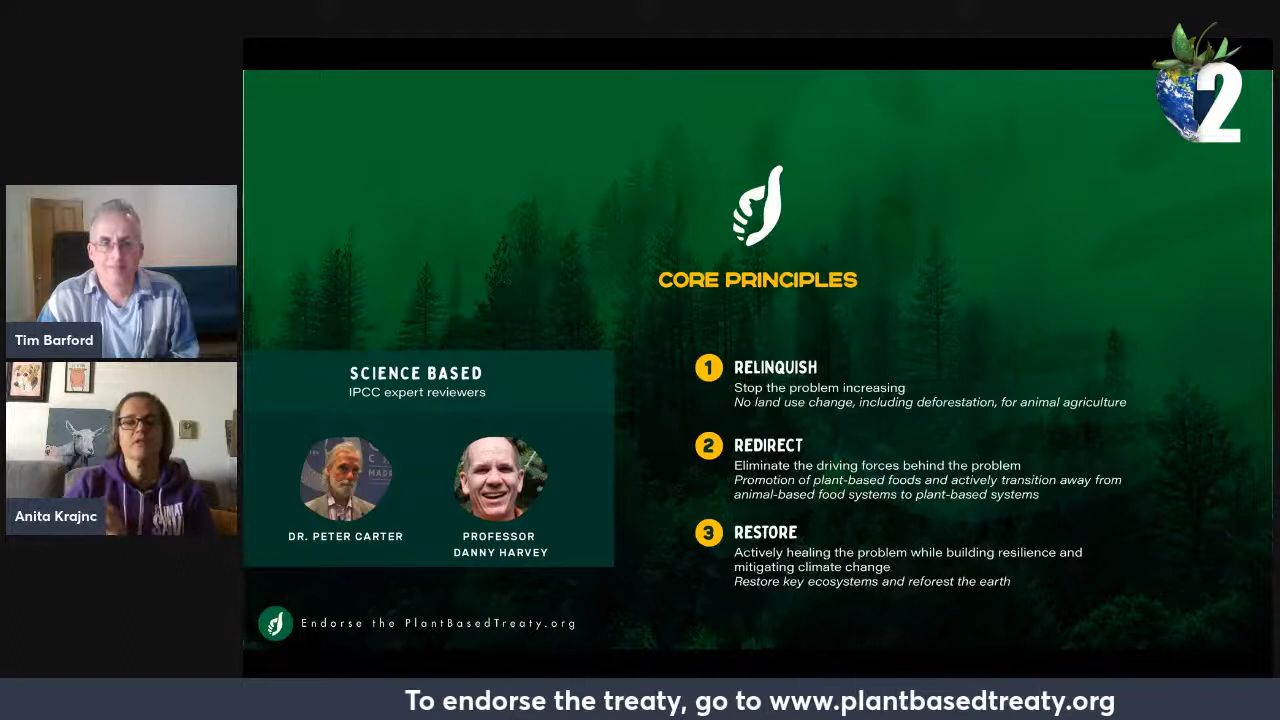 2
Tim Barford
Anita Krajnc
CORE PRINCIPLES
SCIENCE BASED
IPCC expert reviewers
DR. PETER CARTER
PROFESSOR
DANNY HARVEY
1 RELINQUISH
Stop the problem increasing
No land use change, including deforestation, for animal agriculture
2 REDIRECT
Eliminate the driving forces behind the problem
Promotion of plant-based foods and actively transition away from
animal-based food systems to plant-based systems
3 RESTORE
Actively healing the problem while building resilience and
mitigating climate change
Restore key ecosystems and reforest the earth
Endorse the PlantBasedTreaty.org
To endorse the treaty, go to www.plantbasedtreaty.org